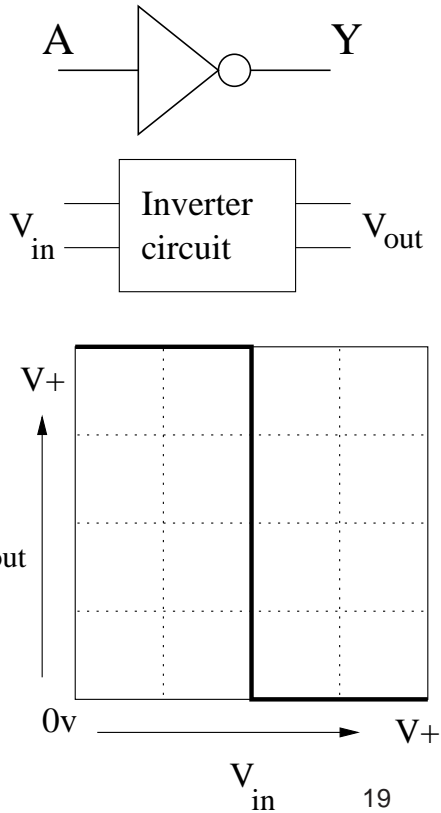 A Y
Inverter
V in V out
circuit
V+
out
0v V+
V in
19